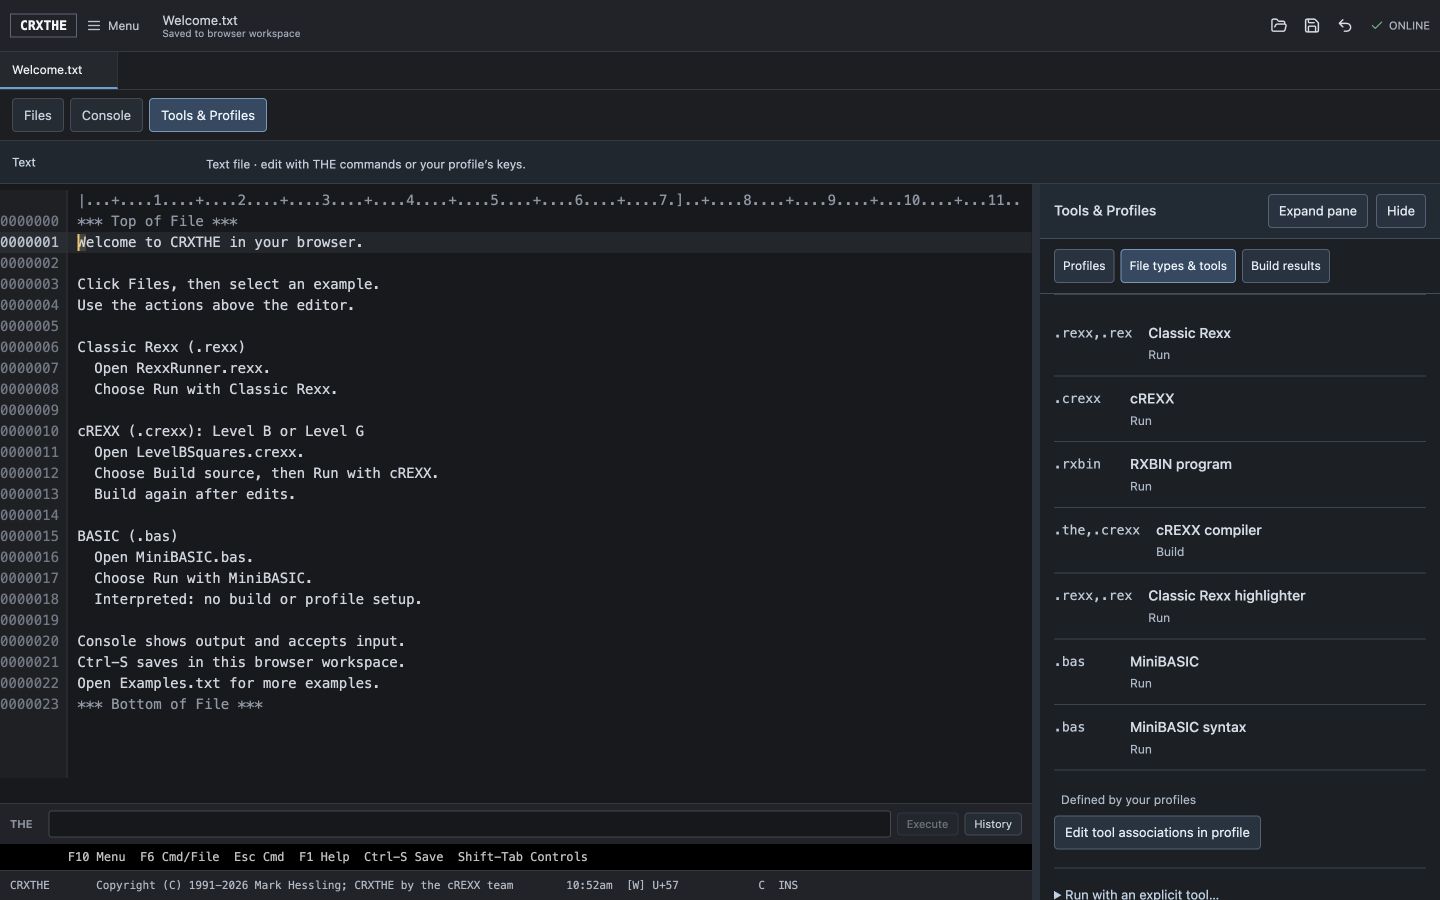 CRXTHE
Menu
Welcome.txt
Saved to browser workspace
ONLINE
Welcome.txt
Files
Console
Tools & Profiles
Text
Text file · edit with THE commands or your profile's keys.
|...+....1....+....2....+....3....+....4....+....5....+....6....+....7.]..+....8....+....9....+...10....+...11..
0000000 *** Top of File ***
0000001 Welcome to CRXTHE in your browser.
0000002
0000003 Click Files, then select an example.
0000004 Use the actions above the editor.
0000005
0000006 Classic Rexx (.rexx)
0000007   Open RexxRunner.rexx.
0000008   Choose Run with Classic Rexx.
0000009
0000010 cREXX (.crexx): Level B or Level G
0000011   Open LevelBSquares.crexx.
0000012   Choose Build source, then Run with cREXX.
0000013   Build again after edits.
0000014
0000015 BASIC (.bas)
0000016   Open MiniBASIC.bas.
0000017   Choose Run with MiniBASIC.
0000018   Interpreted: no build or profile setup.
0000019
0000020 Console shows output and accepts input.
0000021 Ctrl-S saves in this browser workspace.
0000022 Open Examples.txt for more examples.
0000023 *** Bottom of File ***
THE
Execute
History
F10 Menu  F6 Cmd/File  Esc Cmd  F1 Help  Ctrl-S Save  Shift-Tab Controls
CRXTHE Copyright (C) 1991-2026 Mark Hessling; CRXTHE by the cREXX team 10:52am [W] U+57 C INS
Tools & Profiles
Expand pane
Hide
Profiles
File types & tools
Build results
.rexx,.rex Classic Rexx
Run
.crexx cREXX
Run
.rxbin RXBIN program
Run
.the,.crexx cREXX compiler
Build
.rexx,.rex Classic Rexx highlighter
Run
.bas MiniBASIC
Run
.bas MiniBASIC syntax
Run
Defined by your profiles
Edit tool associations in profile
Run with an explicit tool...